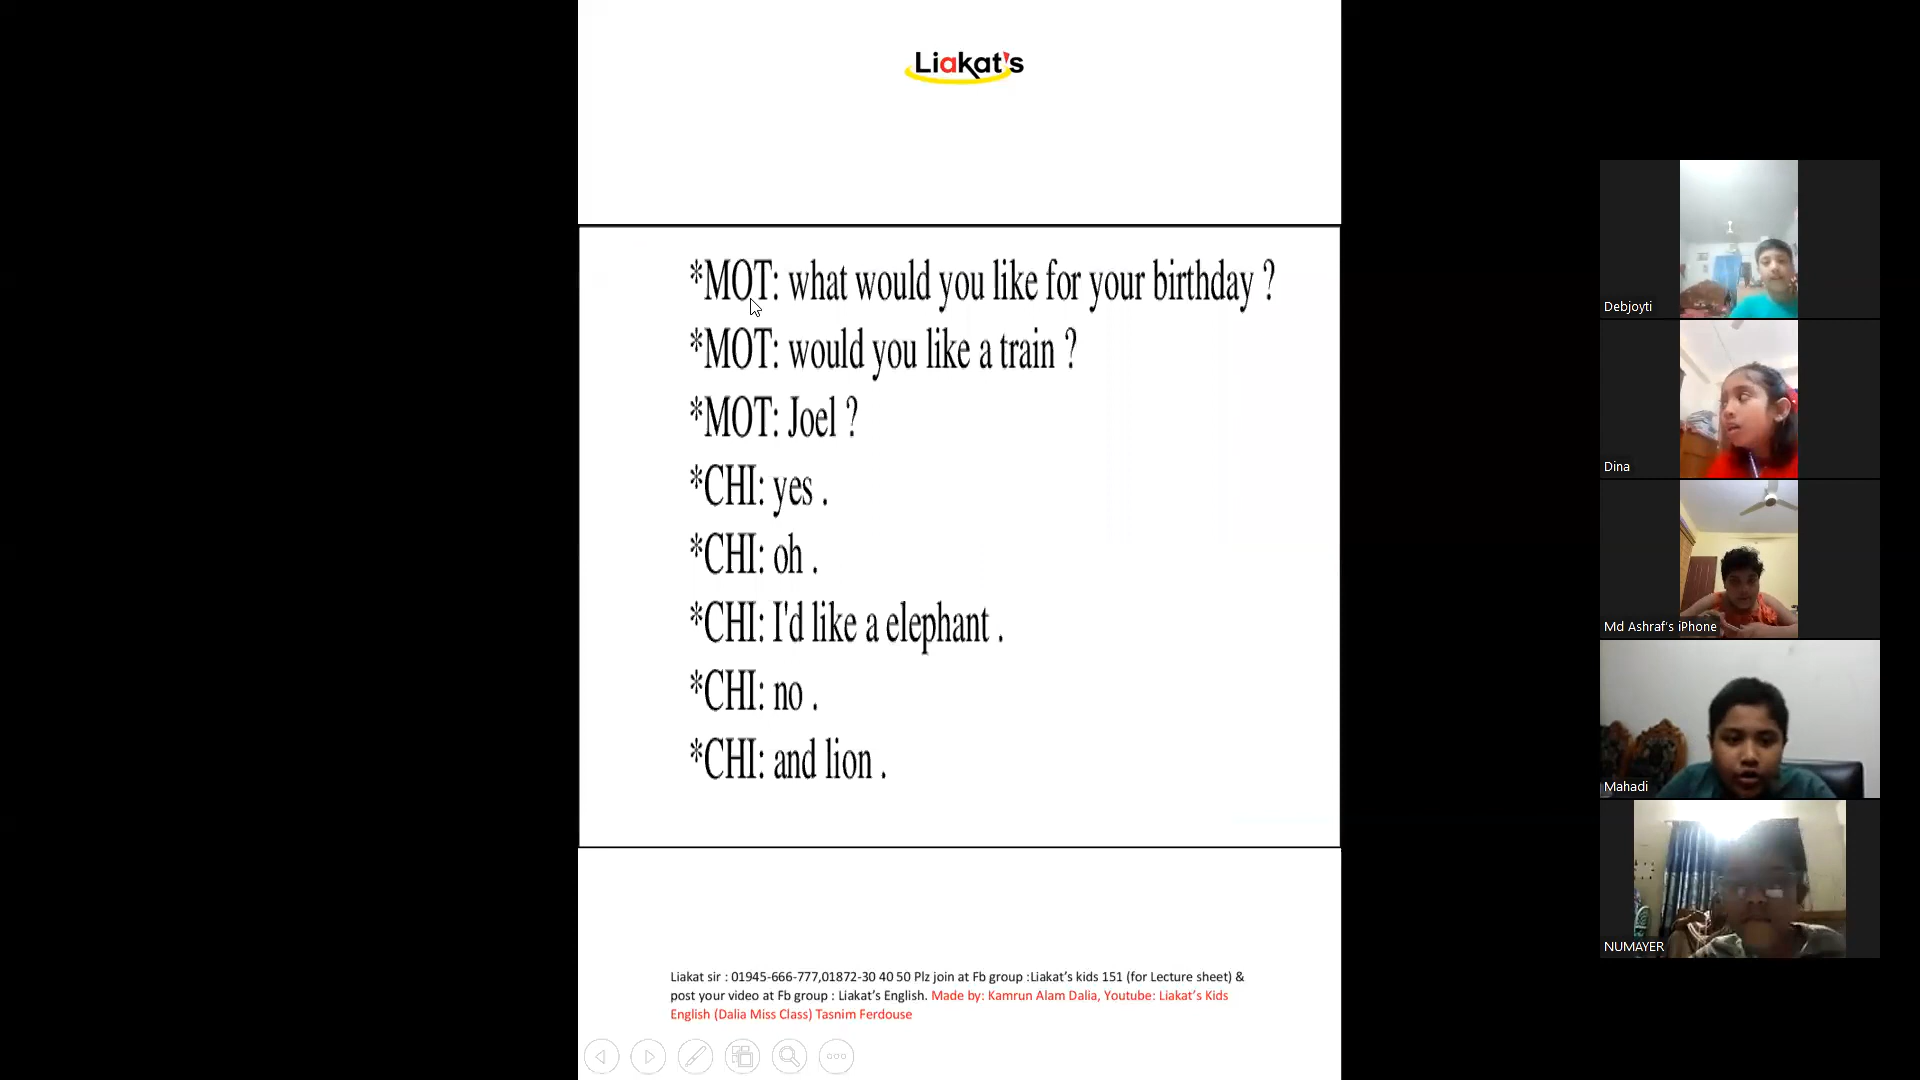 Liakat's
*MOT: what would you like for your birthday ?
*MOT: would you like a train ?
*MOT: Joel ?
*CHI: yes .
*CHI: oh .
*CHI: I'd like a elephant .
*CHI: no .
*CHI: and lion .
Liakat sir : 01945-666-777,01872-30 40 50 Plz join at Fb group :Liakat’s kids 151 (for Lecture sheet) &
post your video at Fb group : Liakat’s English. Made by: Kamrun Alam Dalia, Youtube: Liakat’s Kids
English (Dalia Miss Class) Tasnim Ferdouse
Debjoyti
Dina
Md Ashraf's iPhone
Mahadi
NUMAYER